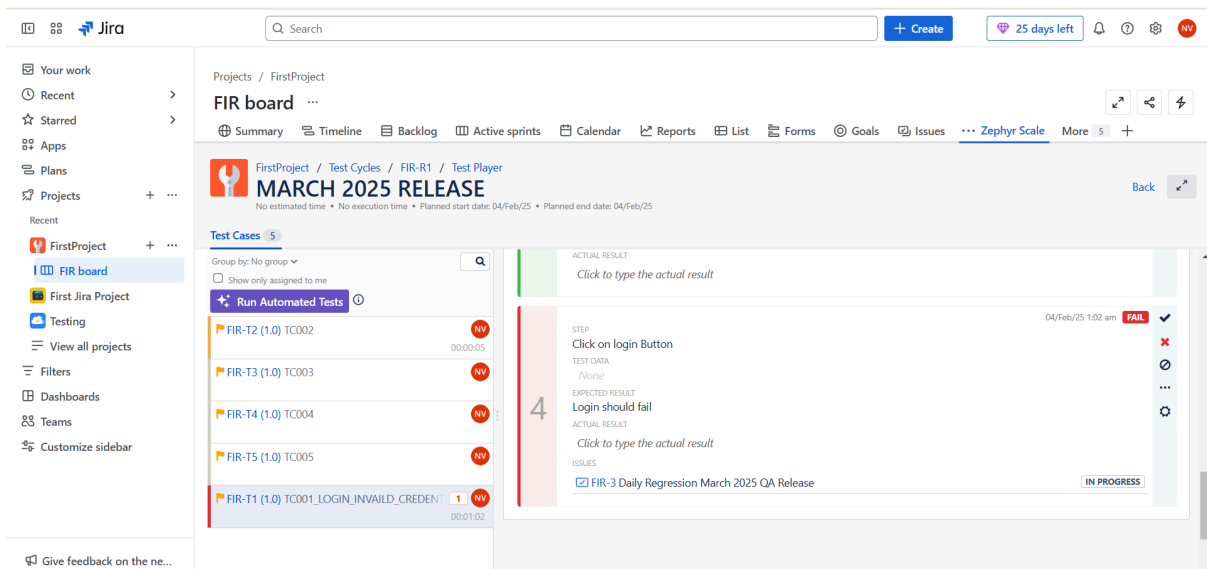 Jira
Search
+ Create
25 days left
NV
Your work
Recent
Starred
Apps
Plans
Projects
Recent
FirstProject
FIR board
First Jira Project
Testing
View all projects
Filters
Dashboards
Teams
Customize sidebar
Give feedback on the ne...
Projects / FirstProject
FIR board ...
Summary Timeline Backlog Active sprints Calendar Reports List Forms Goals Issues ... Zephyr Scale More 5 +
FirstProject / Test Cycles / FIR-R1 / Test Player
MARCH 2025 RELEASE
No estimated time • No execution time • Planned start date: 04/Feb/25 • Planned end date: 04/Feb/25
Back
Test Cases 5
Group by: No group
Show only assigned to me
Run Automated Tests
FIR-T2 (1.0) TC002 NV
00:00:05
FIR-T3 (1.0) TC003 NV
FIR-T4 (1.0) TC004 NV
FIR-T5 (1.0) TC005 NV
FIR-T1 (1.0) TC001_LOGIN_INVAILD_CREDENT 1 NV
00:01:02
ACTUAL RESULT
Click to type the actual result
04/Feb/25 1:02 am FAIL
4
STEP
Click on login Button
TEST DATA
None
EXPECTED RESULT
Login should fail
ACTUAL RESULT
Click to type the actual result
ISSUES
FIR-3 Daily Regression March 2025 QA Release IN PROGRESS